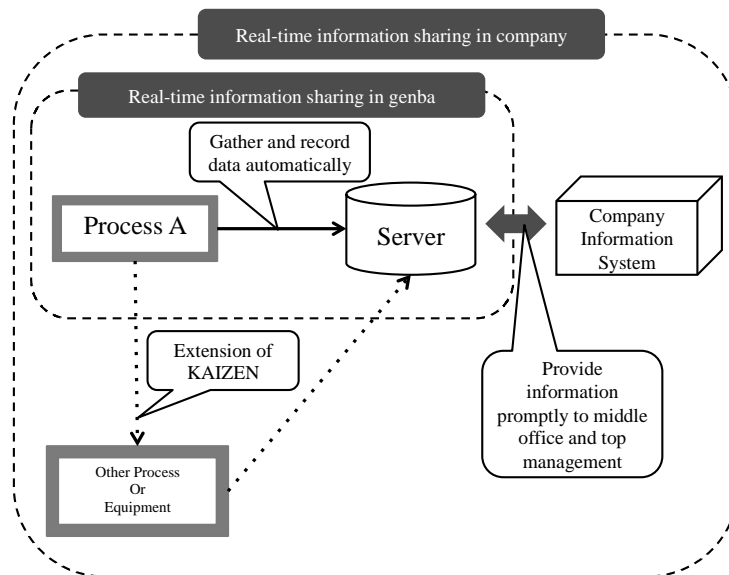 Real-time information sharing in company
Real-time information sharing in genba
Gather and record
data automatically
Process A
Server
Company
Information
System
Extension of
KAIZEN
Provide
information
promptly to middle
office and top
management
Other Process
Or
Equipment